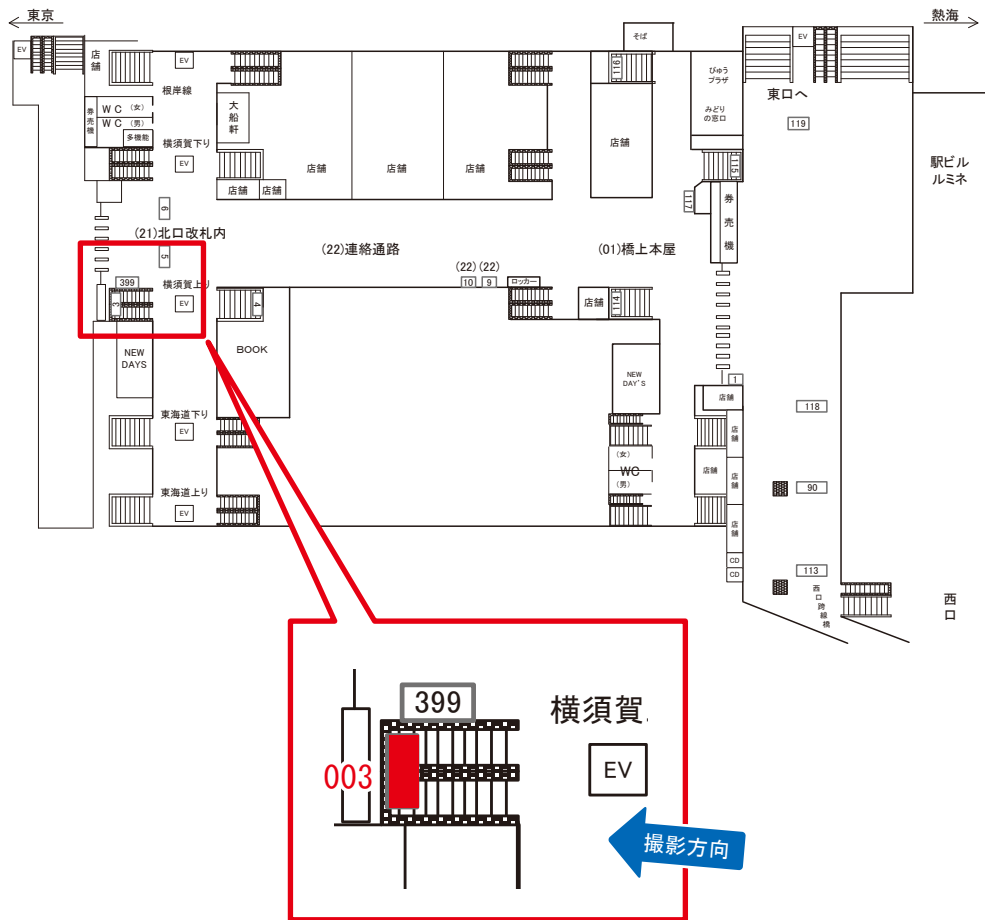 東京
熱海
EV
店舗
EV
そば
116
EV
びゅう
プラザ
みどり
の窓口
東口へ
119
根岸線
券売機
WC (女)
WC (男)
多機能
大船軒
横須賀下り
EV
店舗
店舗
店舗
店舗
115
駅ビル
ルミネ
店舗
店舗
117
券売機
6
(21)北口改札内
5
(22)連絡通路
(01)橋上本屋
(22)
(22)
399
横須賀上り
10
9
ロッカー
3
EV
4
店舗
114
NEW
DAYS
BOOK
NEW
DAY'S
1
店舗
118
東海道下り
EV
店舗
(女)
WC
(男)
店舗
店舗
90
東海道上り
EV
店舗
CD
CD
113
西口跨線橋
西口
399
横須賀
003
EV
撮影方向